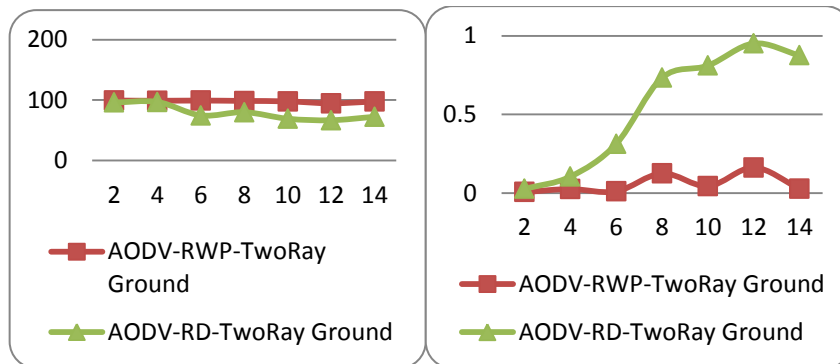 200
100
0
2 4 6 8 10 12 14
AODV-RWP-TwoRay
Ground
AODV-RD-TwoRay Ground
1
0.5
0
2 4 6 8 10 12 14
AODV-RWP-TwoRay Ground
AODV-RD-TwoRay Ground